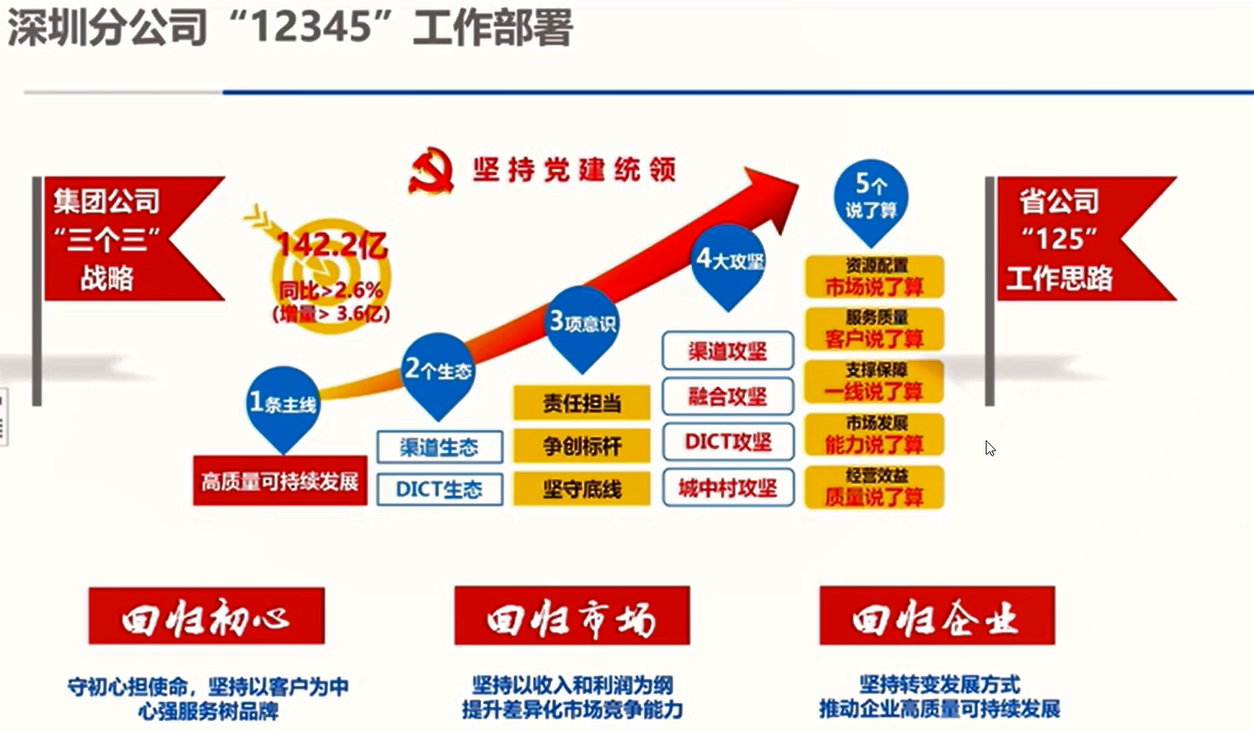 深圳分公司“12345”工作部署
坚持党建统领
集团公司
“三个三”
战略
142.2亿
同比>2.6%
(增量> 3.6亿)
省公司
“125”
工作思路
1条主线
高质量可持续发展
2个生态
渠道生态
DICT生态
3项意识
责任担当
争创标杆
坚守底线
4大攻坚
渠道攻坚
融合攻坚
DICT攻坚
城中村攻坚
5个
说了算
资源配置
市场说了算
服务质量
客户说了算
支撑保障
一线说了算
市场发展
能力说了算
经营效益
质量说了算
回归初心
守初心担使命，坚持以客户为中
心强服务树品牌
回归市场
坚持以收入和利润为纲
提升差异化市场竞争能力
回归企业
坚持转变发展方式
推动企业高质量可持续发展